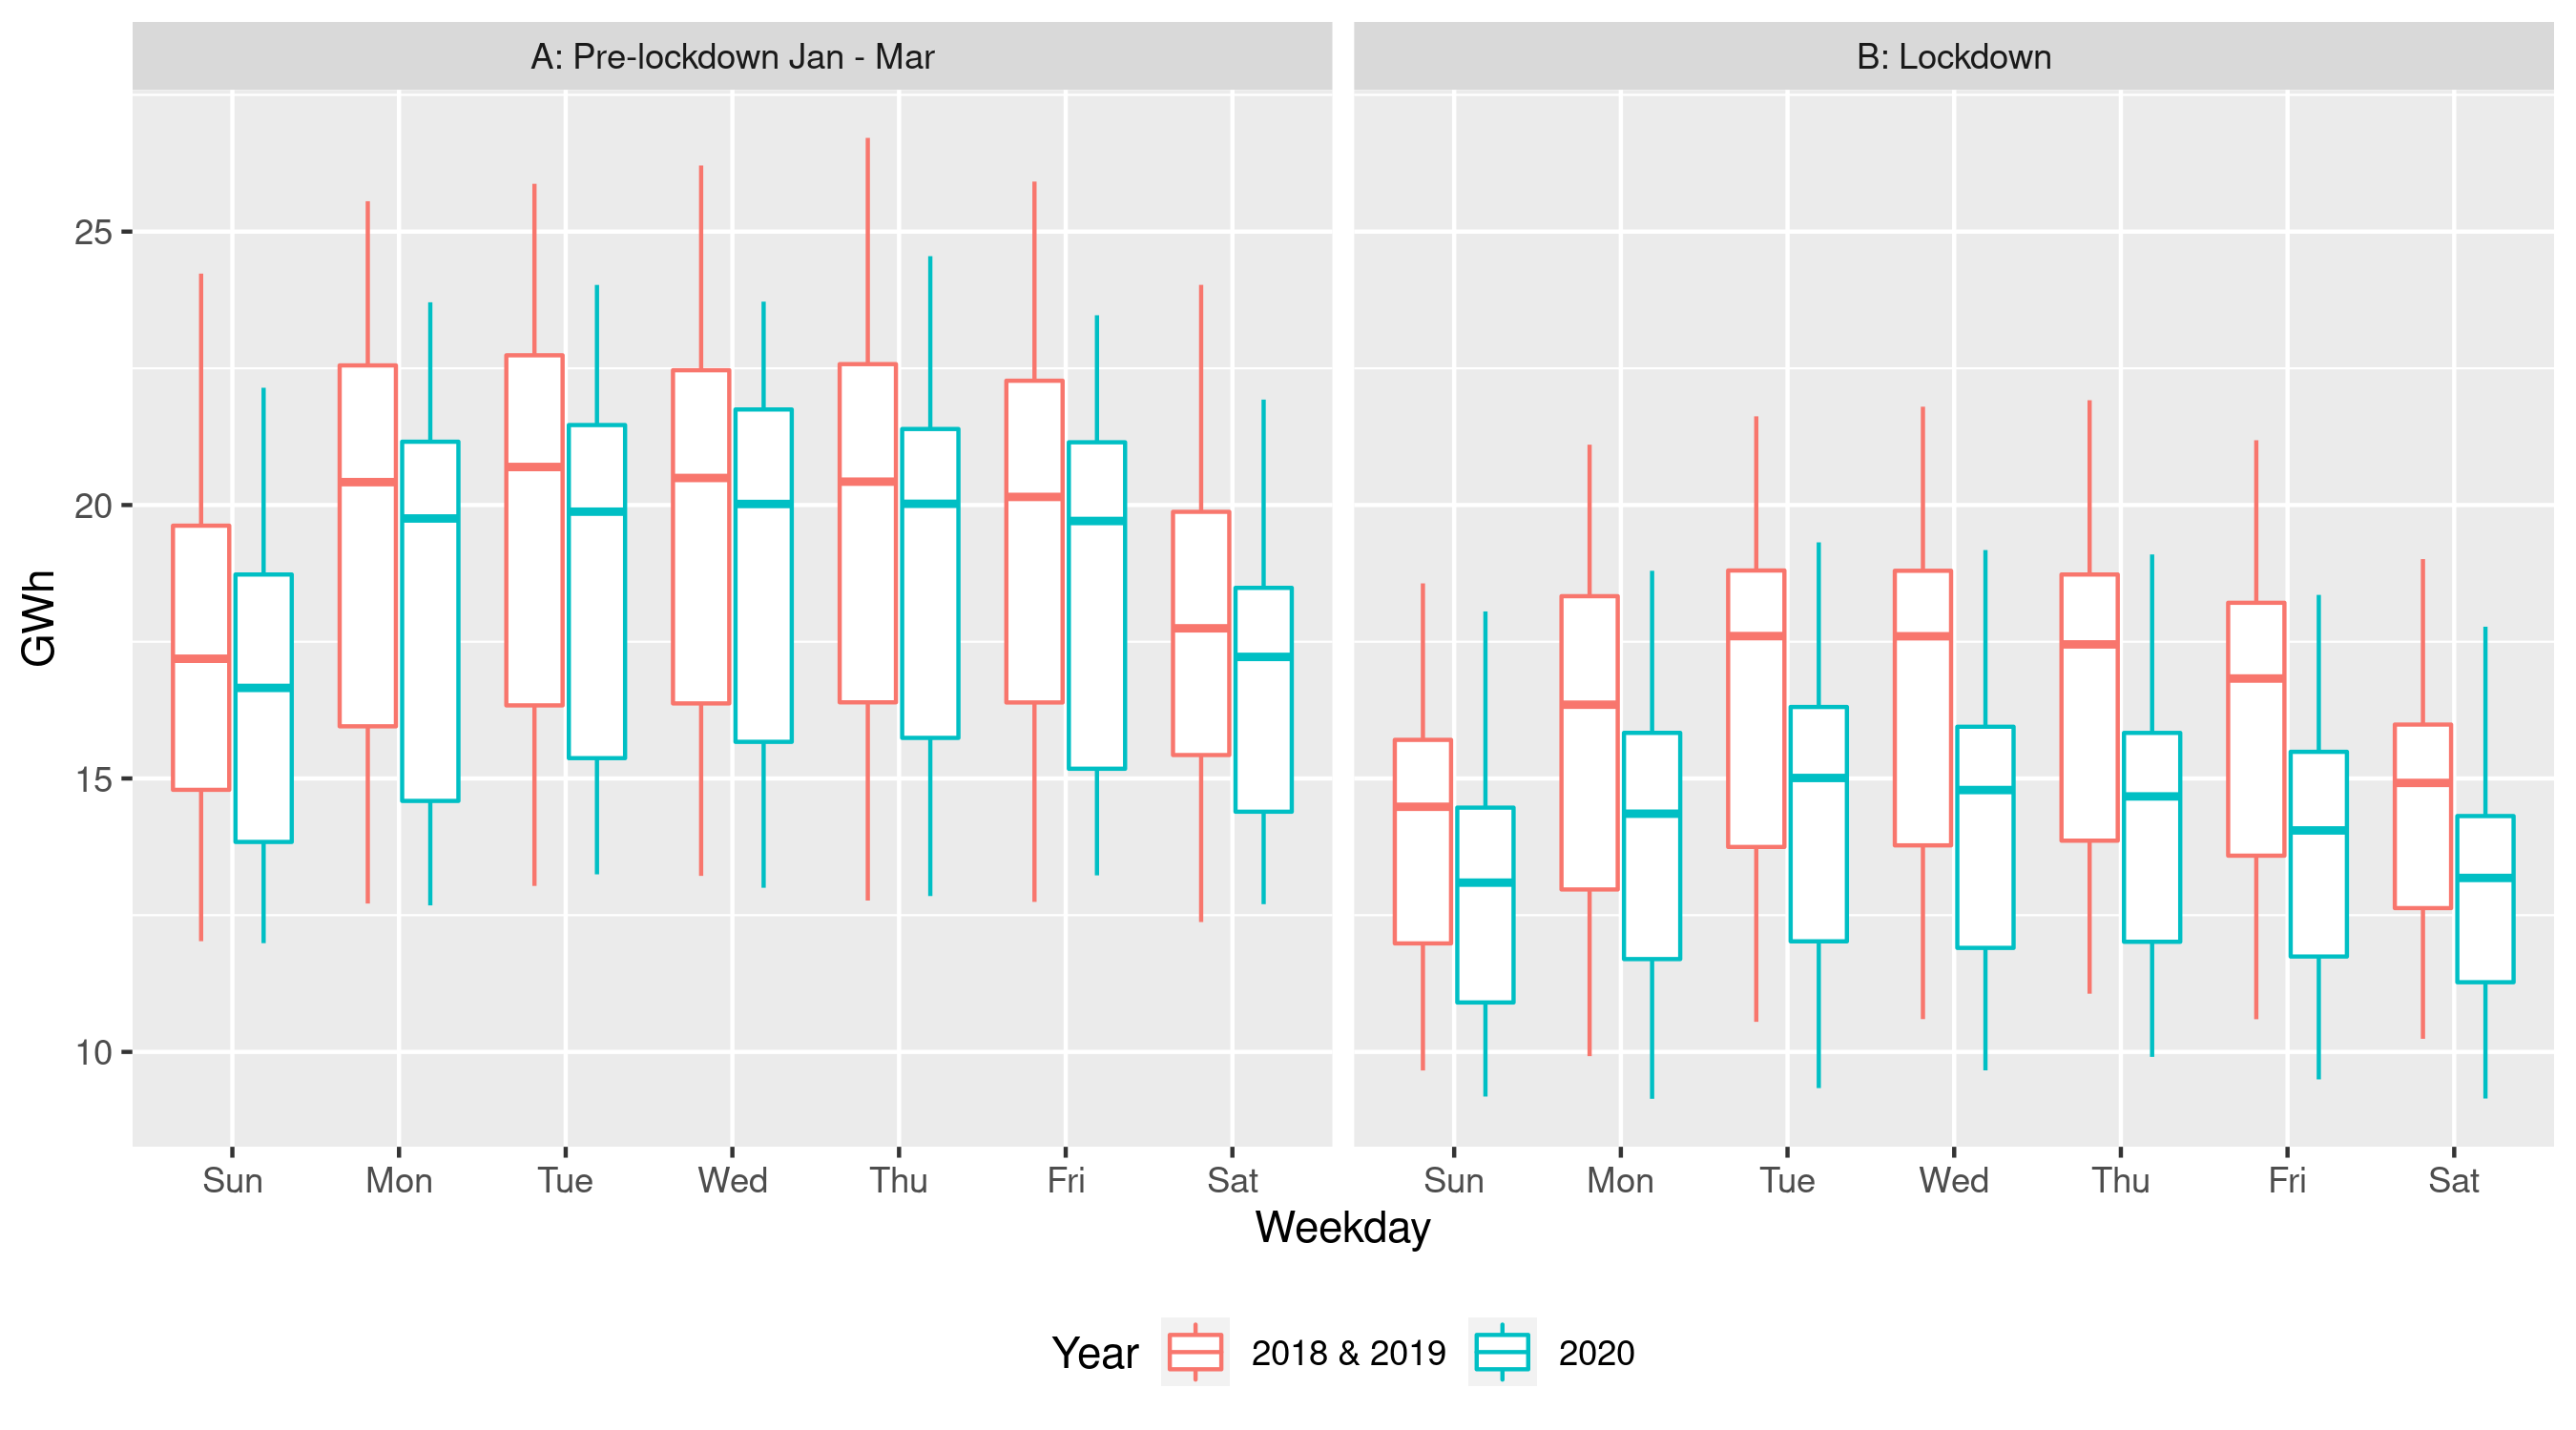 A: Pre-lockdown Jan - Mar
B: Lockdown
GWh
25
20
15
10
Sun Mon Tue Wed Thu Fri Sat
Sun Mon Tue Wed Thu Fri Sat
Weekday
Year 2018 & 2019 2020